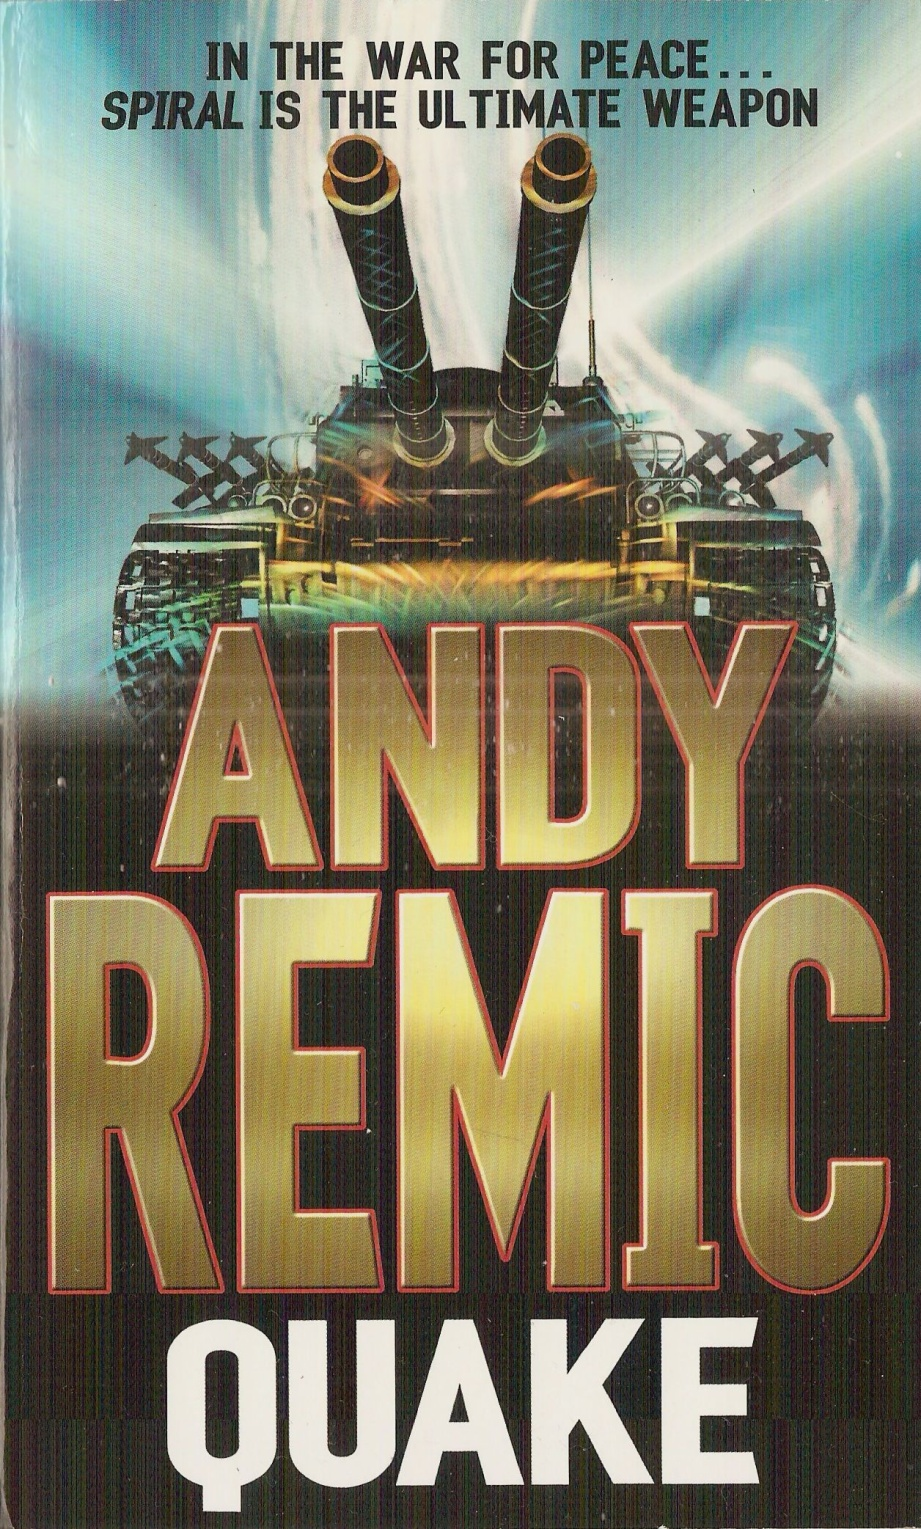 IN THE WAR FOR PEACE...
SPIRAL IS THE ULTIMATE WEAPON
ANDY
REMIC
QUAKE